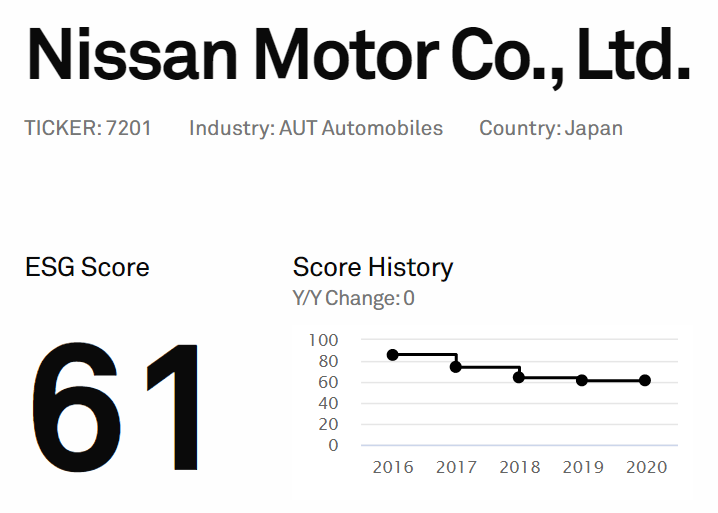 Nissan Motor Co., Ltd.
TICKER: 7201 Industry: AUT Automobiles Country: Japan
ESG Score
61
Score History
Y/Y Change: 0
100
80
60
40
20
0
2016 2017 2018 2019 2020